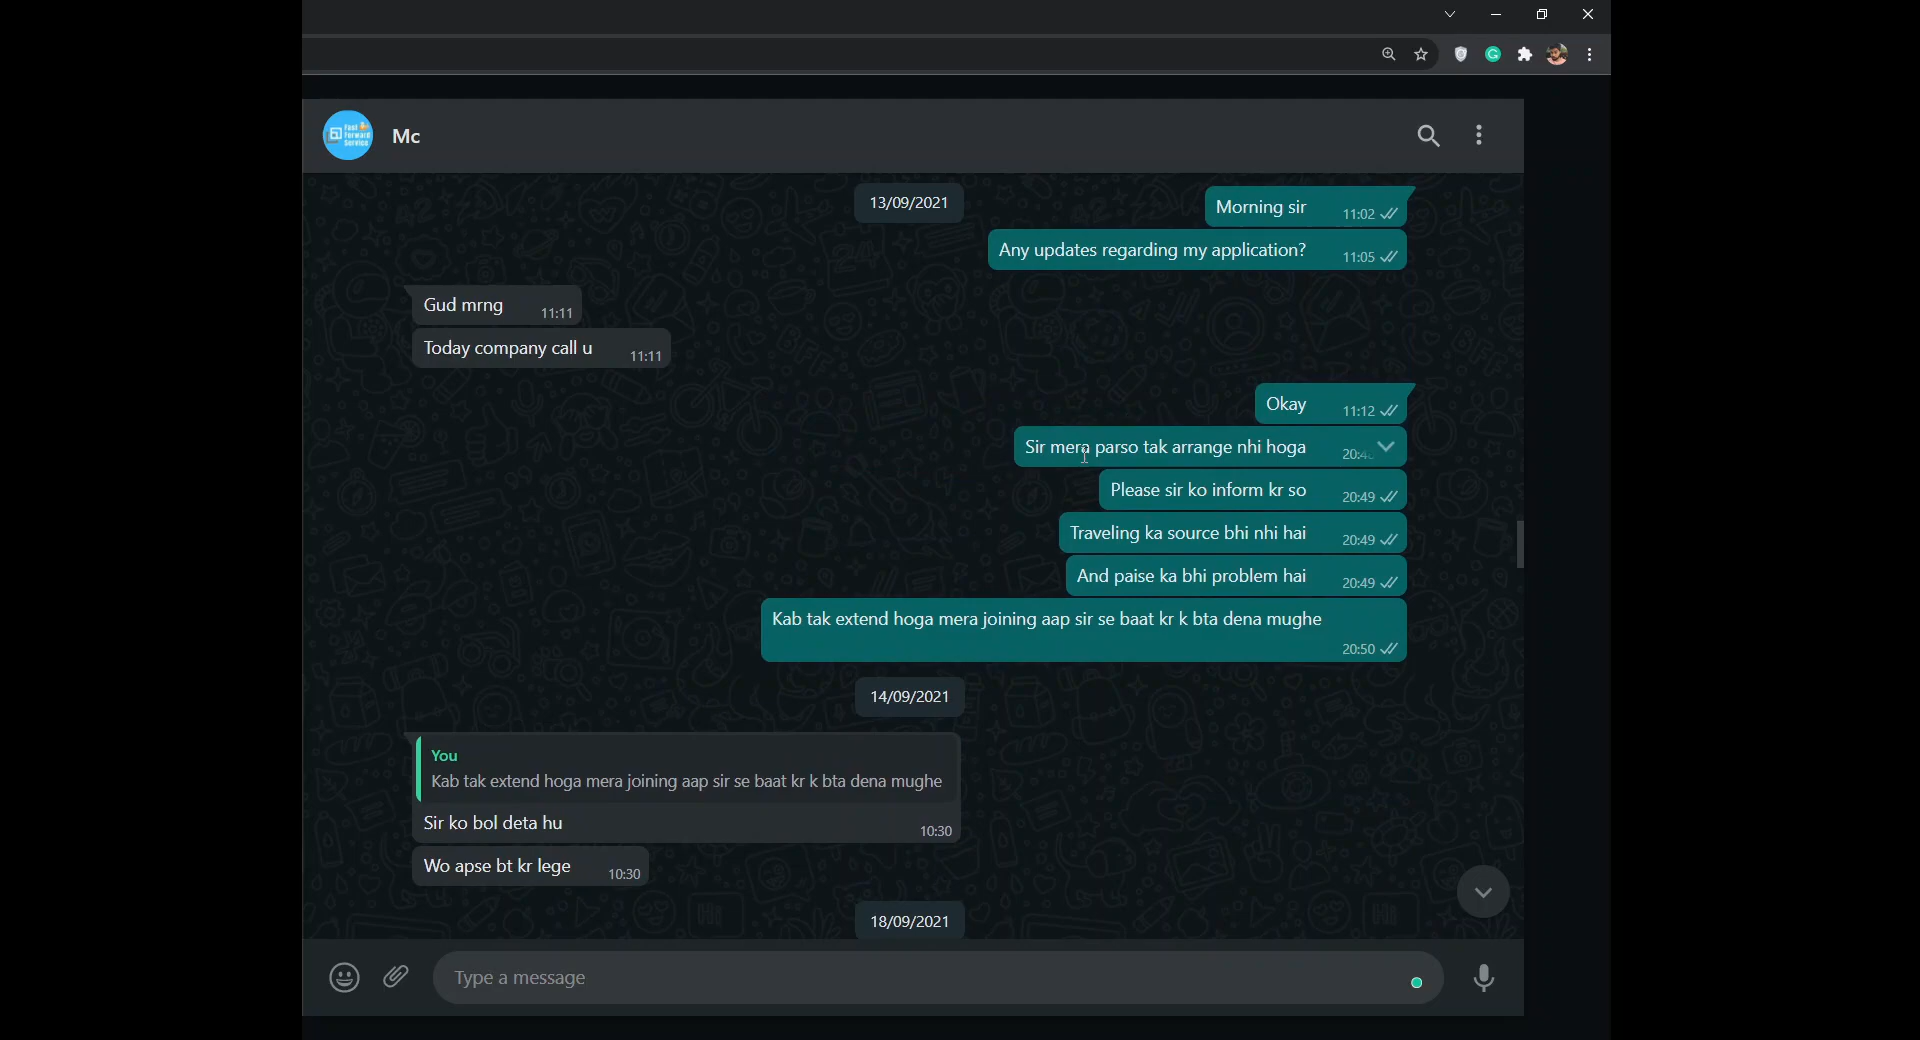 Fast
Forward
Service
Mc
13/09/2021
Morning sir 11:02
Any updates regarding my application? 11:05
Gud mrng 11:11
Today company call u 11:11
Okay 11:12
Sir mera parso tak arrange nhi hoga
Please sir ko inform kr so 20:49
Traveling ka source bhi nhi hai 20:49
And paise ka bhi problem hai 20:49
Kab tak extend hoga mera joining aap sir se baat kr k bta dena mughe
20:50
14/09/2021
You
Kab tak extend hoga mera joining aap sir se baat kr k bta dena mughe
Sir ko bol deta hu 10:30
Wo apse bt kr lege 10:30
18/09/2021
Type a message